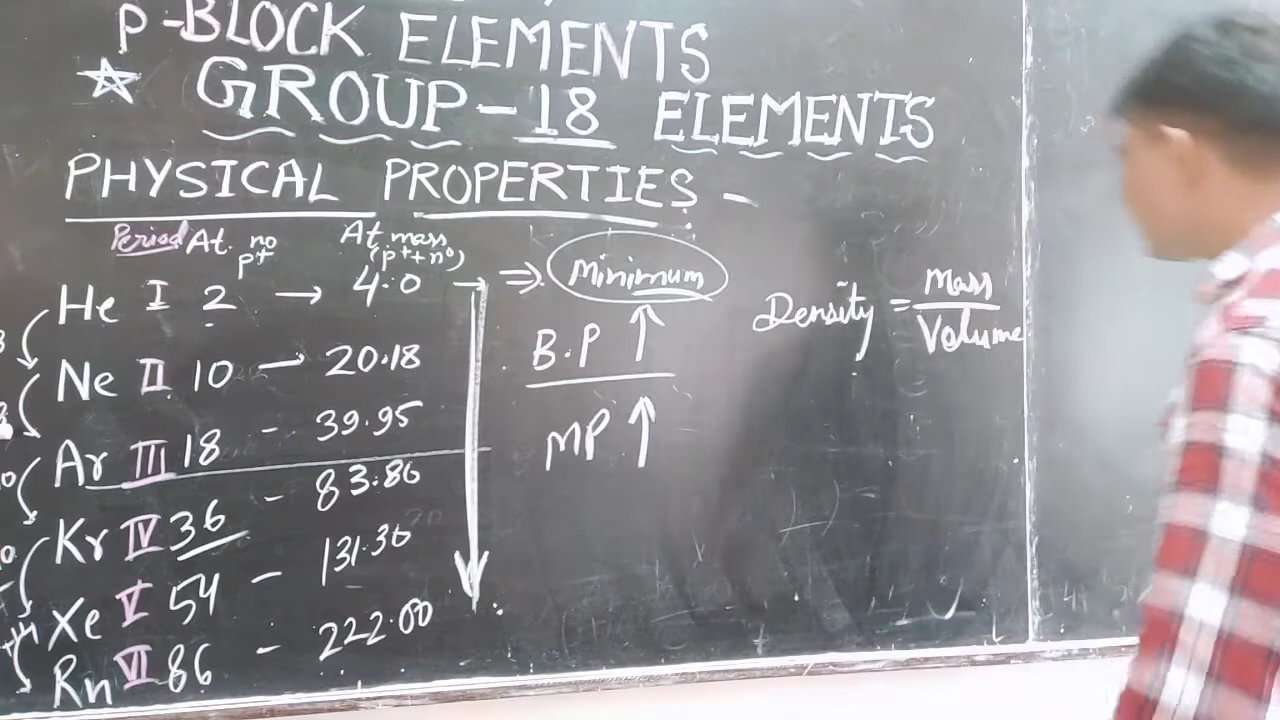 p-BLOCK ELEMENTS
☆ GROUP-18 ELEMENTS
PHYSICAL PROPERTIES -
Period At. no p+ At. mass (p++n°)
He I 2 → 4.0 → ⇒ Minimum
Ne II 10 → 20.18
Ar III 18 - 39.95
Kr IV 36 - 83.80
Xe V 54 - 131.30
Rn VI 86 - 222.00
B.P ↑
MP ↑
Density = Mass / Volume